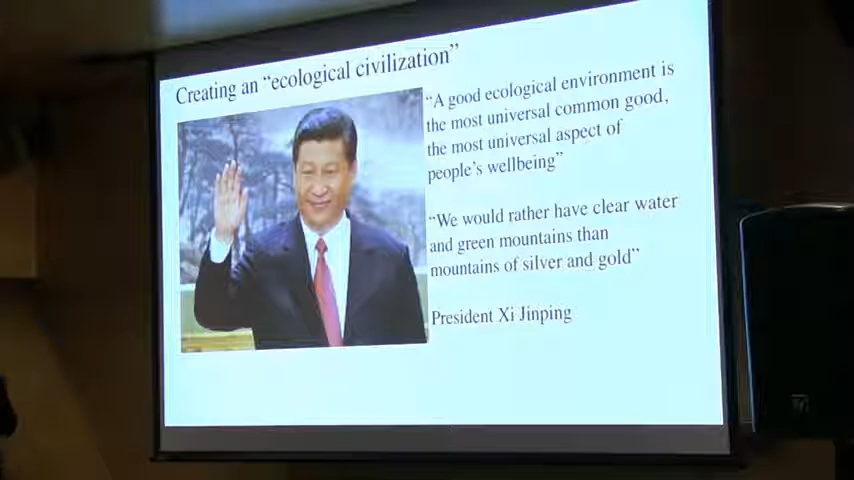 Creating an “ecological civilization”
“A good ecological environment is
the most universal common good,
the most universal aspect of
people’s wellbeing”
“We would rather have clear water
and green mountains than
mountains of silver and gold”
President Xi Jinping